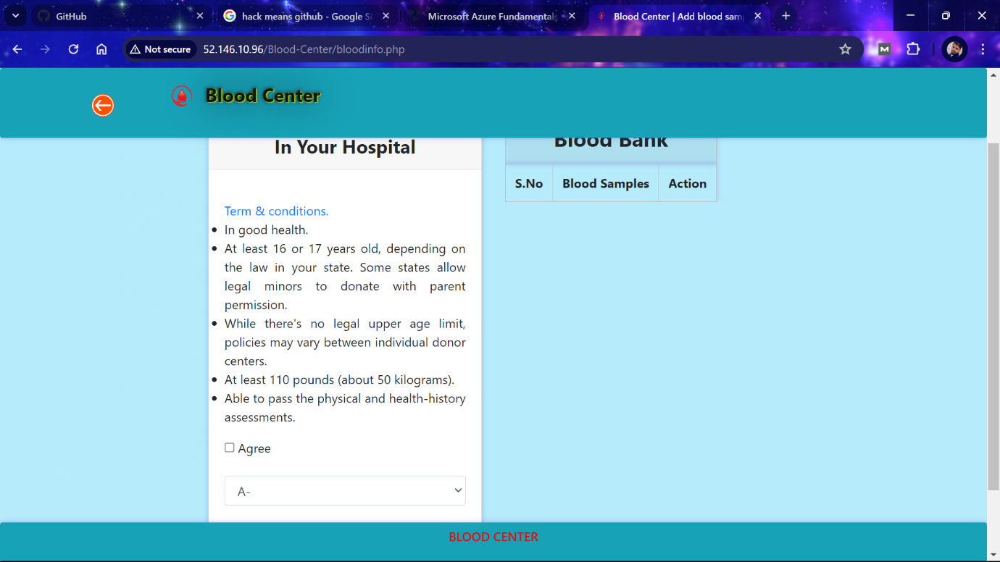 GitHub
hack means github - Google S
Microsoft Azure Fundamentals
Blood Center | Add blood sam
Not secure
52.146.10.96/Blood-Center/bloodinfo.php
Blood Center
In Your Hospital
Blood Bank
S.No Blood Samples Action
Term & conditions.
In good health.
At least 16 or 17 years old, depending on
the law in your state. Some states allow
legal minors to donate with parent
permission.
While there's no legal upper age limit,
policies may vary between individual donor
centers.
At least 110 pounds (about 50 kilograms).
Able to pass the physical and health-history
assessments.
Agree
A-
BLOOD CENTER